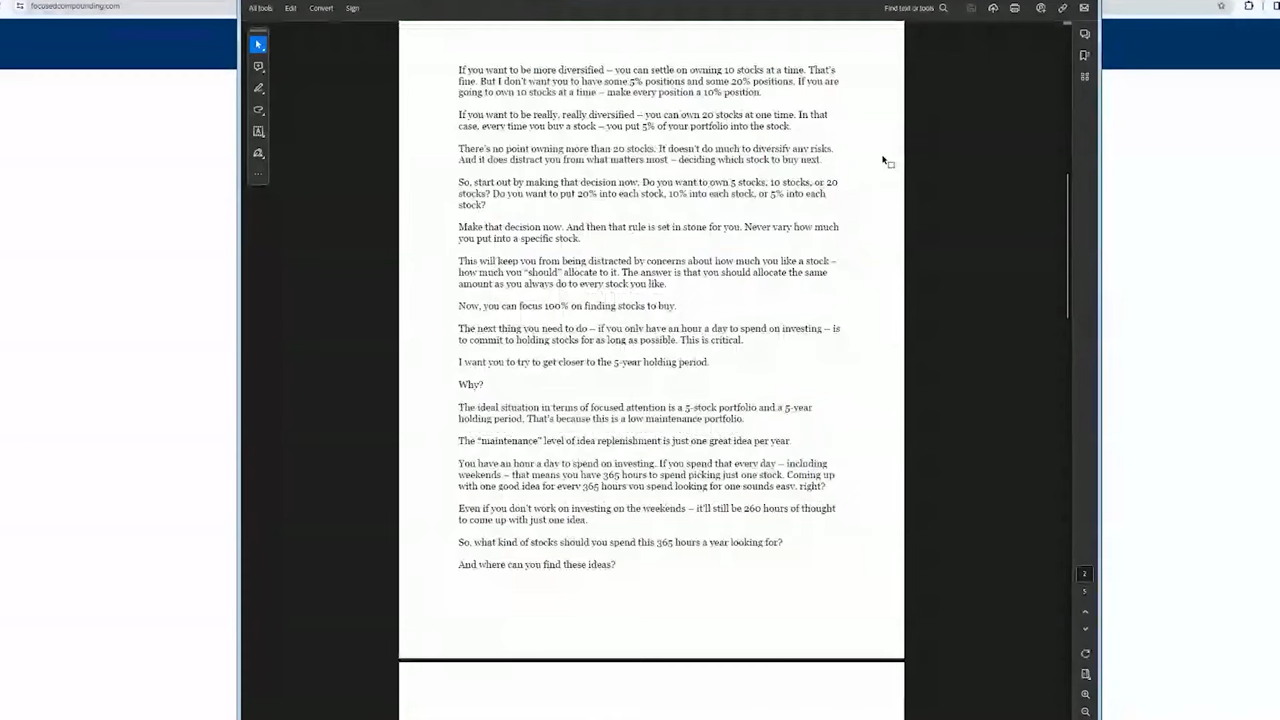 focusedcompounding.com
All tools Edit Convert Sign Find text or tools
If you want to be more diversified – you can settle on owning 10 stocks at a time. That's
fine. But I don't want you to have some 5% positions and some 20% positions. If you are
going to own 10 stocks at a time – make every position a 10% position.
If you want to be really, really diversified – you can own 20 stocks at one time. In that
case, every time you buy a stock – you put 5% of your portfolio into the stock.
There's no point owning more than 20 stocks. It doesn't do much to diversify any risks.
And it does distract you from what matters most – deciding which stock to buy next.
So, start out by making that decision now. Do you want to own 5 stocks, 10 stocks, or 20
stocks? Do you want to put 20% into each stock, 10% into each stock, or 5% into each
stock?
Make that decision now. And then that rule is set in stone for you. Never vary how much
you put into a specific stock.
This will keep you from being distracted by concerns about how much you like a stock –
how much you "should" allocate to it. The answer is that you should allocate the same
amount as you always do to every stock you like.
Now, you can focus 100% on finding stocks to buy.
The next thing you need to do – if you only have an hour a day to spend on investing – is
to commit to holding stocks for as long as possible. This is critical.
I want you to try to get closer to the 5-year holding period.
Why?
The ideal situation in terms of focused attention is a 5-stock portfolio and a 5-year
holding period. That's because this is a low maintenance portfolio.
The "maintenance" level of idea replenishment is just one great idea per year.
You have an hour a day to spend on investing. If you spend that every day – including
weekends – that means you have 365 hours to spend picking just one stock. Coming up
with one good idea for every 365 hours you spend looking for one sounds easy, right?
Even if you don't work on investing on the weekends – it'll still be 260 hours of thought
to come up with just one idea.
So, what kind of stocks should you spend this 365 hours a year looking for?
And where can you find these ideas?
2
5